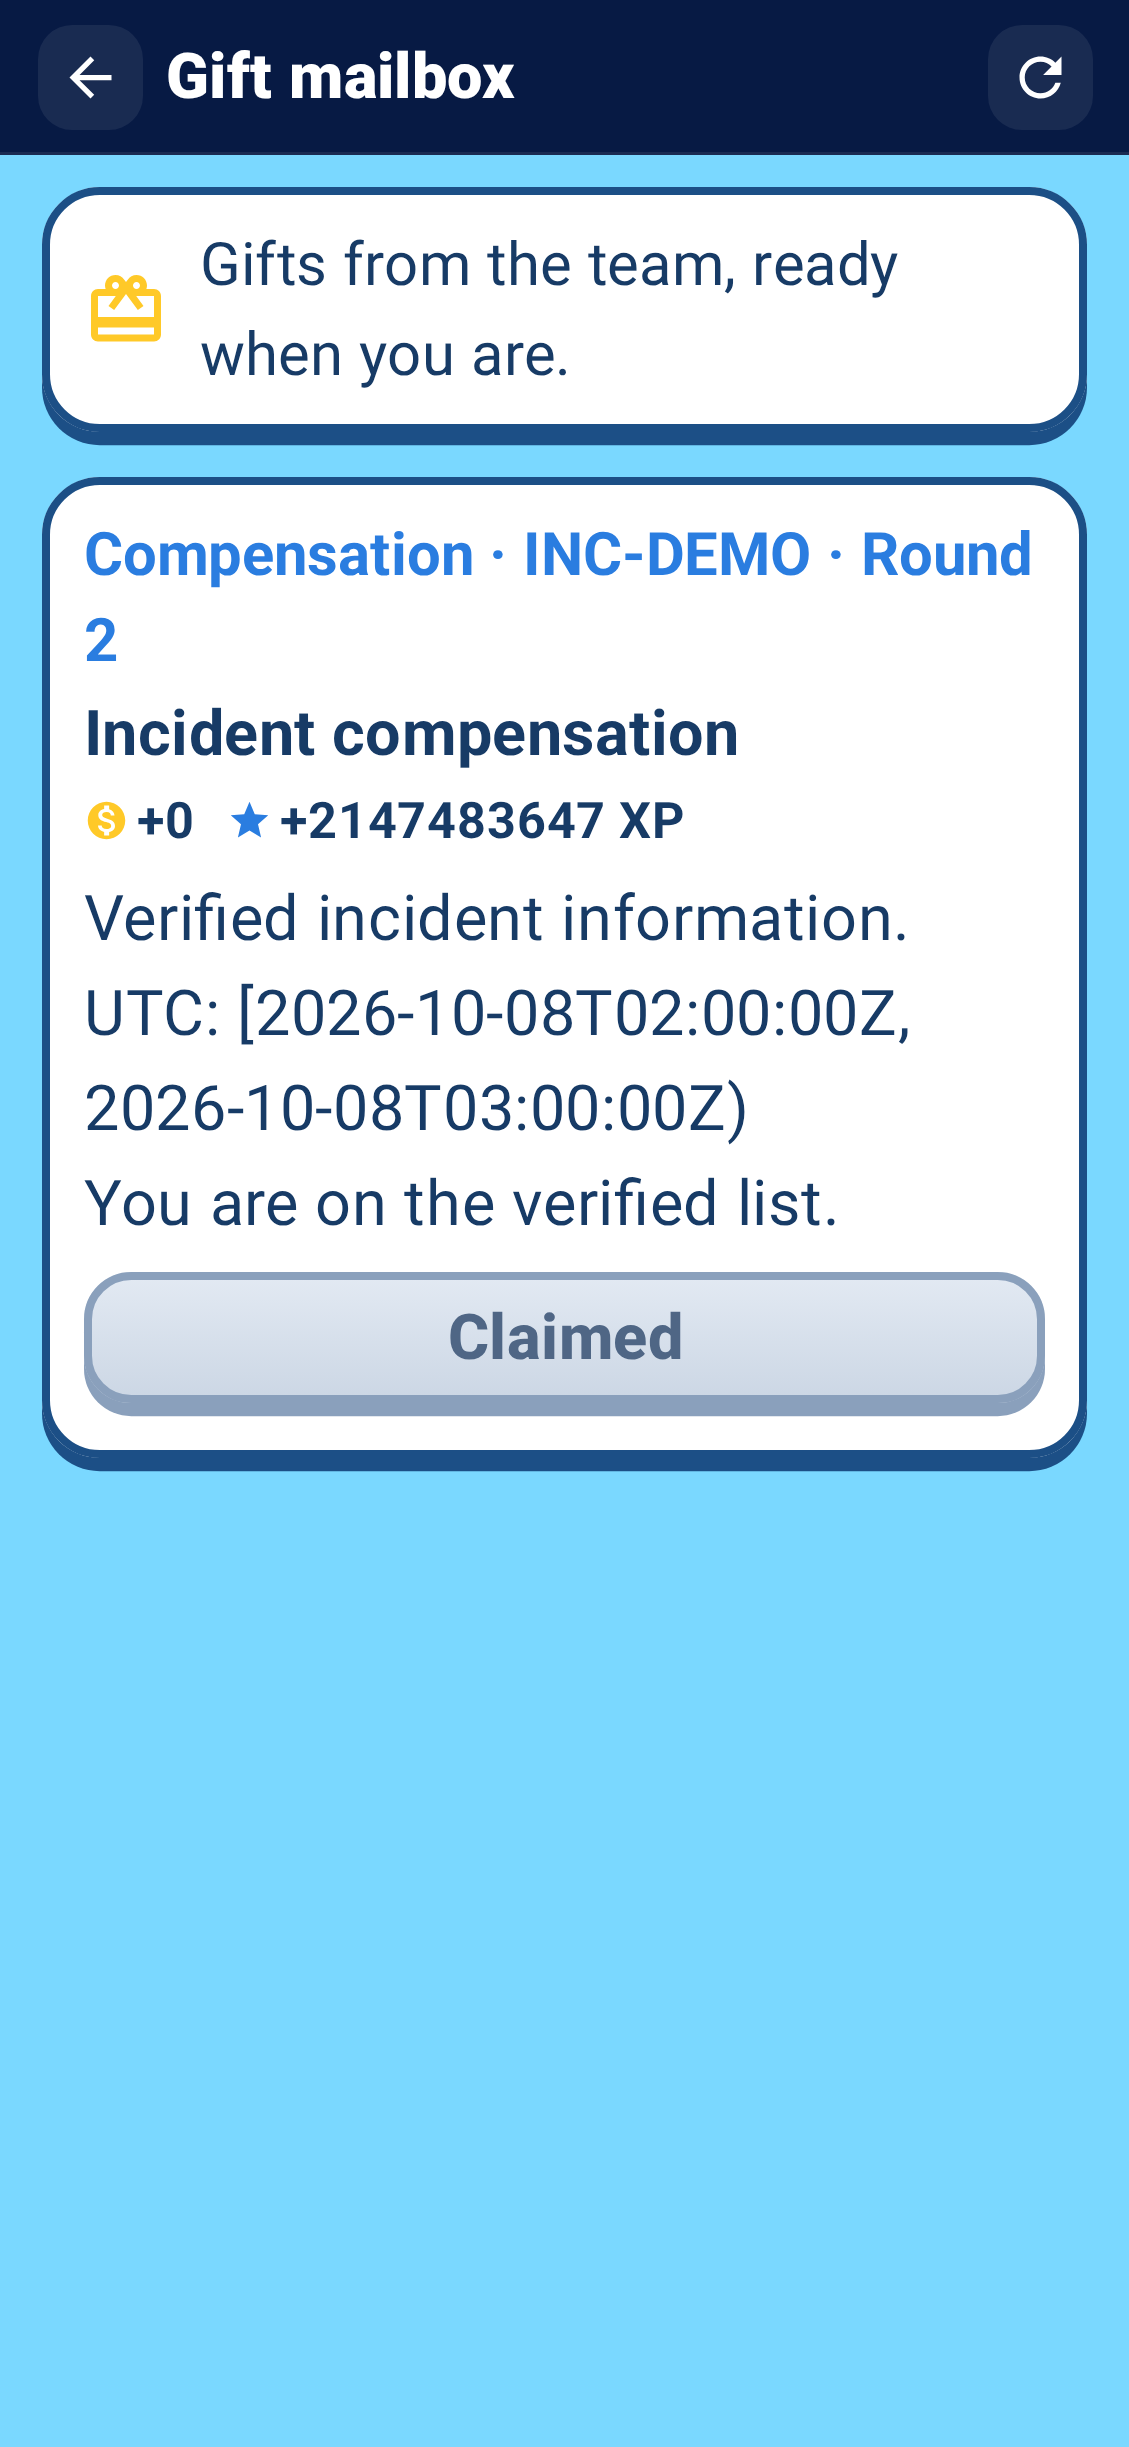 Gift mailbox
Gifts from the team, ready
when you are.
Compensation · INC-DEMO · Round
2
Incident compensation
+0 +2147483647 XP
Verified incident information.
UTC: [2026-10-08T02:00:00Z,
2026-10-08T03:00:00Z)
You are on the verified list.
Claimed